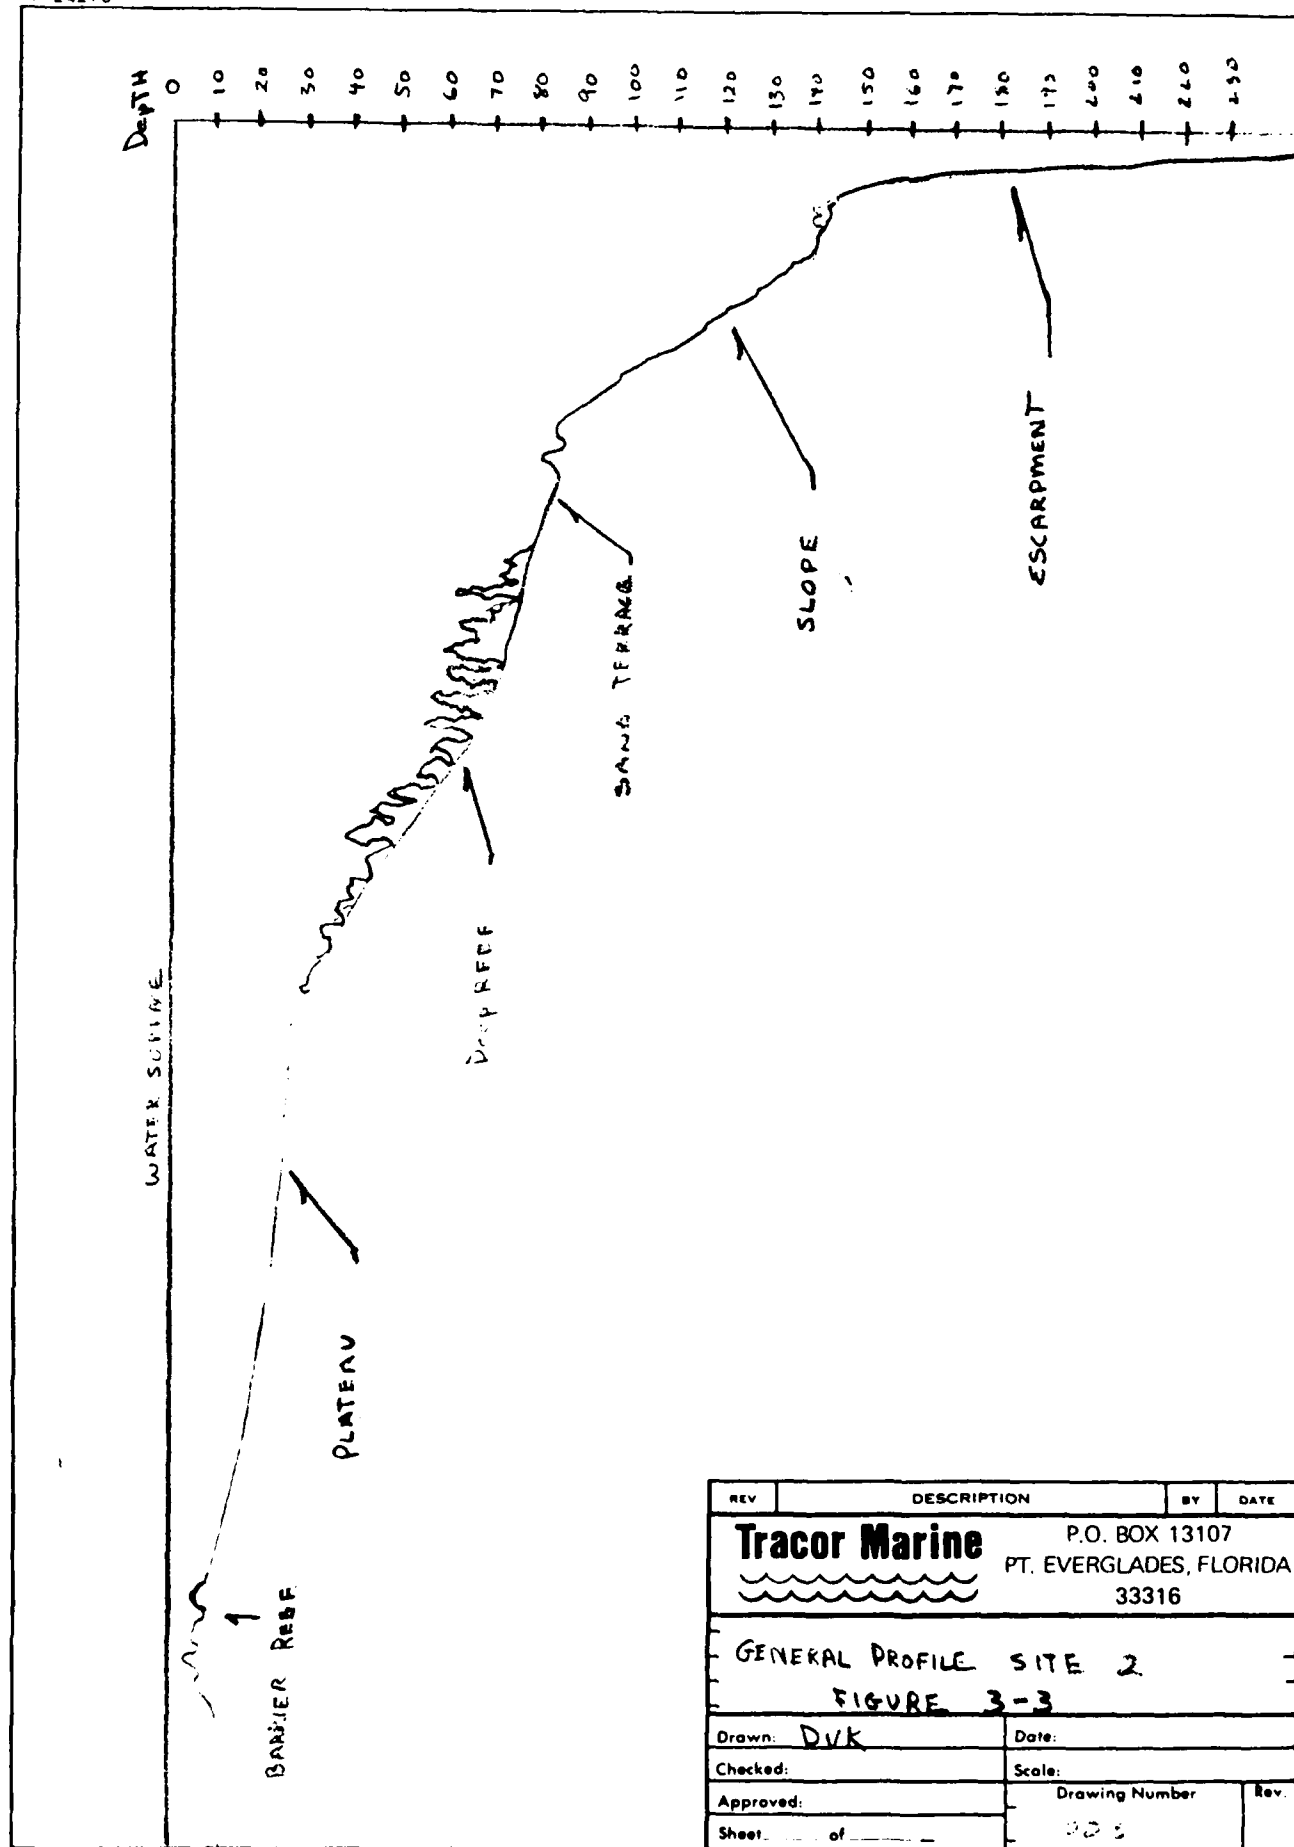 DepTH
0
10
20
30
40
50
60
70
80
90
100
110
120
130
140
150
160
170
180
190
200
210
220
230
WATER
ESCARPMENT
SLOPE
SAND TERRACE
Deep REEF
PLATEAU
BARRIER REEF
REV DESCRIPTION BY DATE
Tracor Marine
P.O. BOX 13107
PT. EVERGLADES, FLORIDA
33316
GENERAL PROFILE SITE 2
FIGURE 3-3
Drawn: DVK Date:
Checked: Scale:
Approved: Drawing Number Rev.
Sheet of